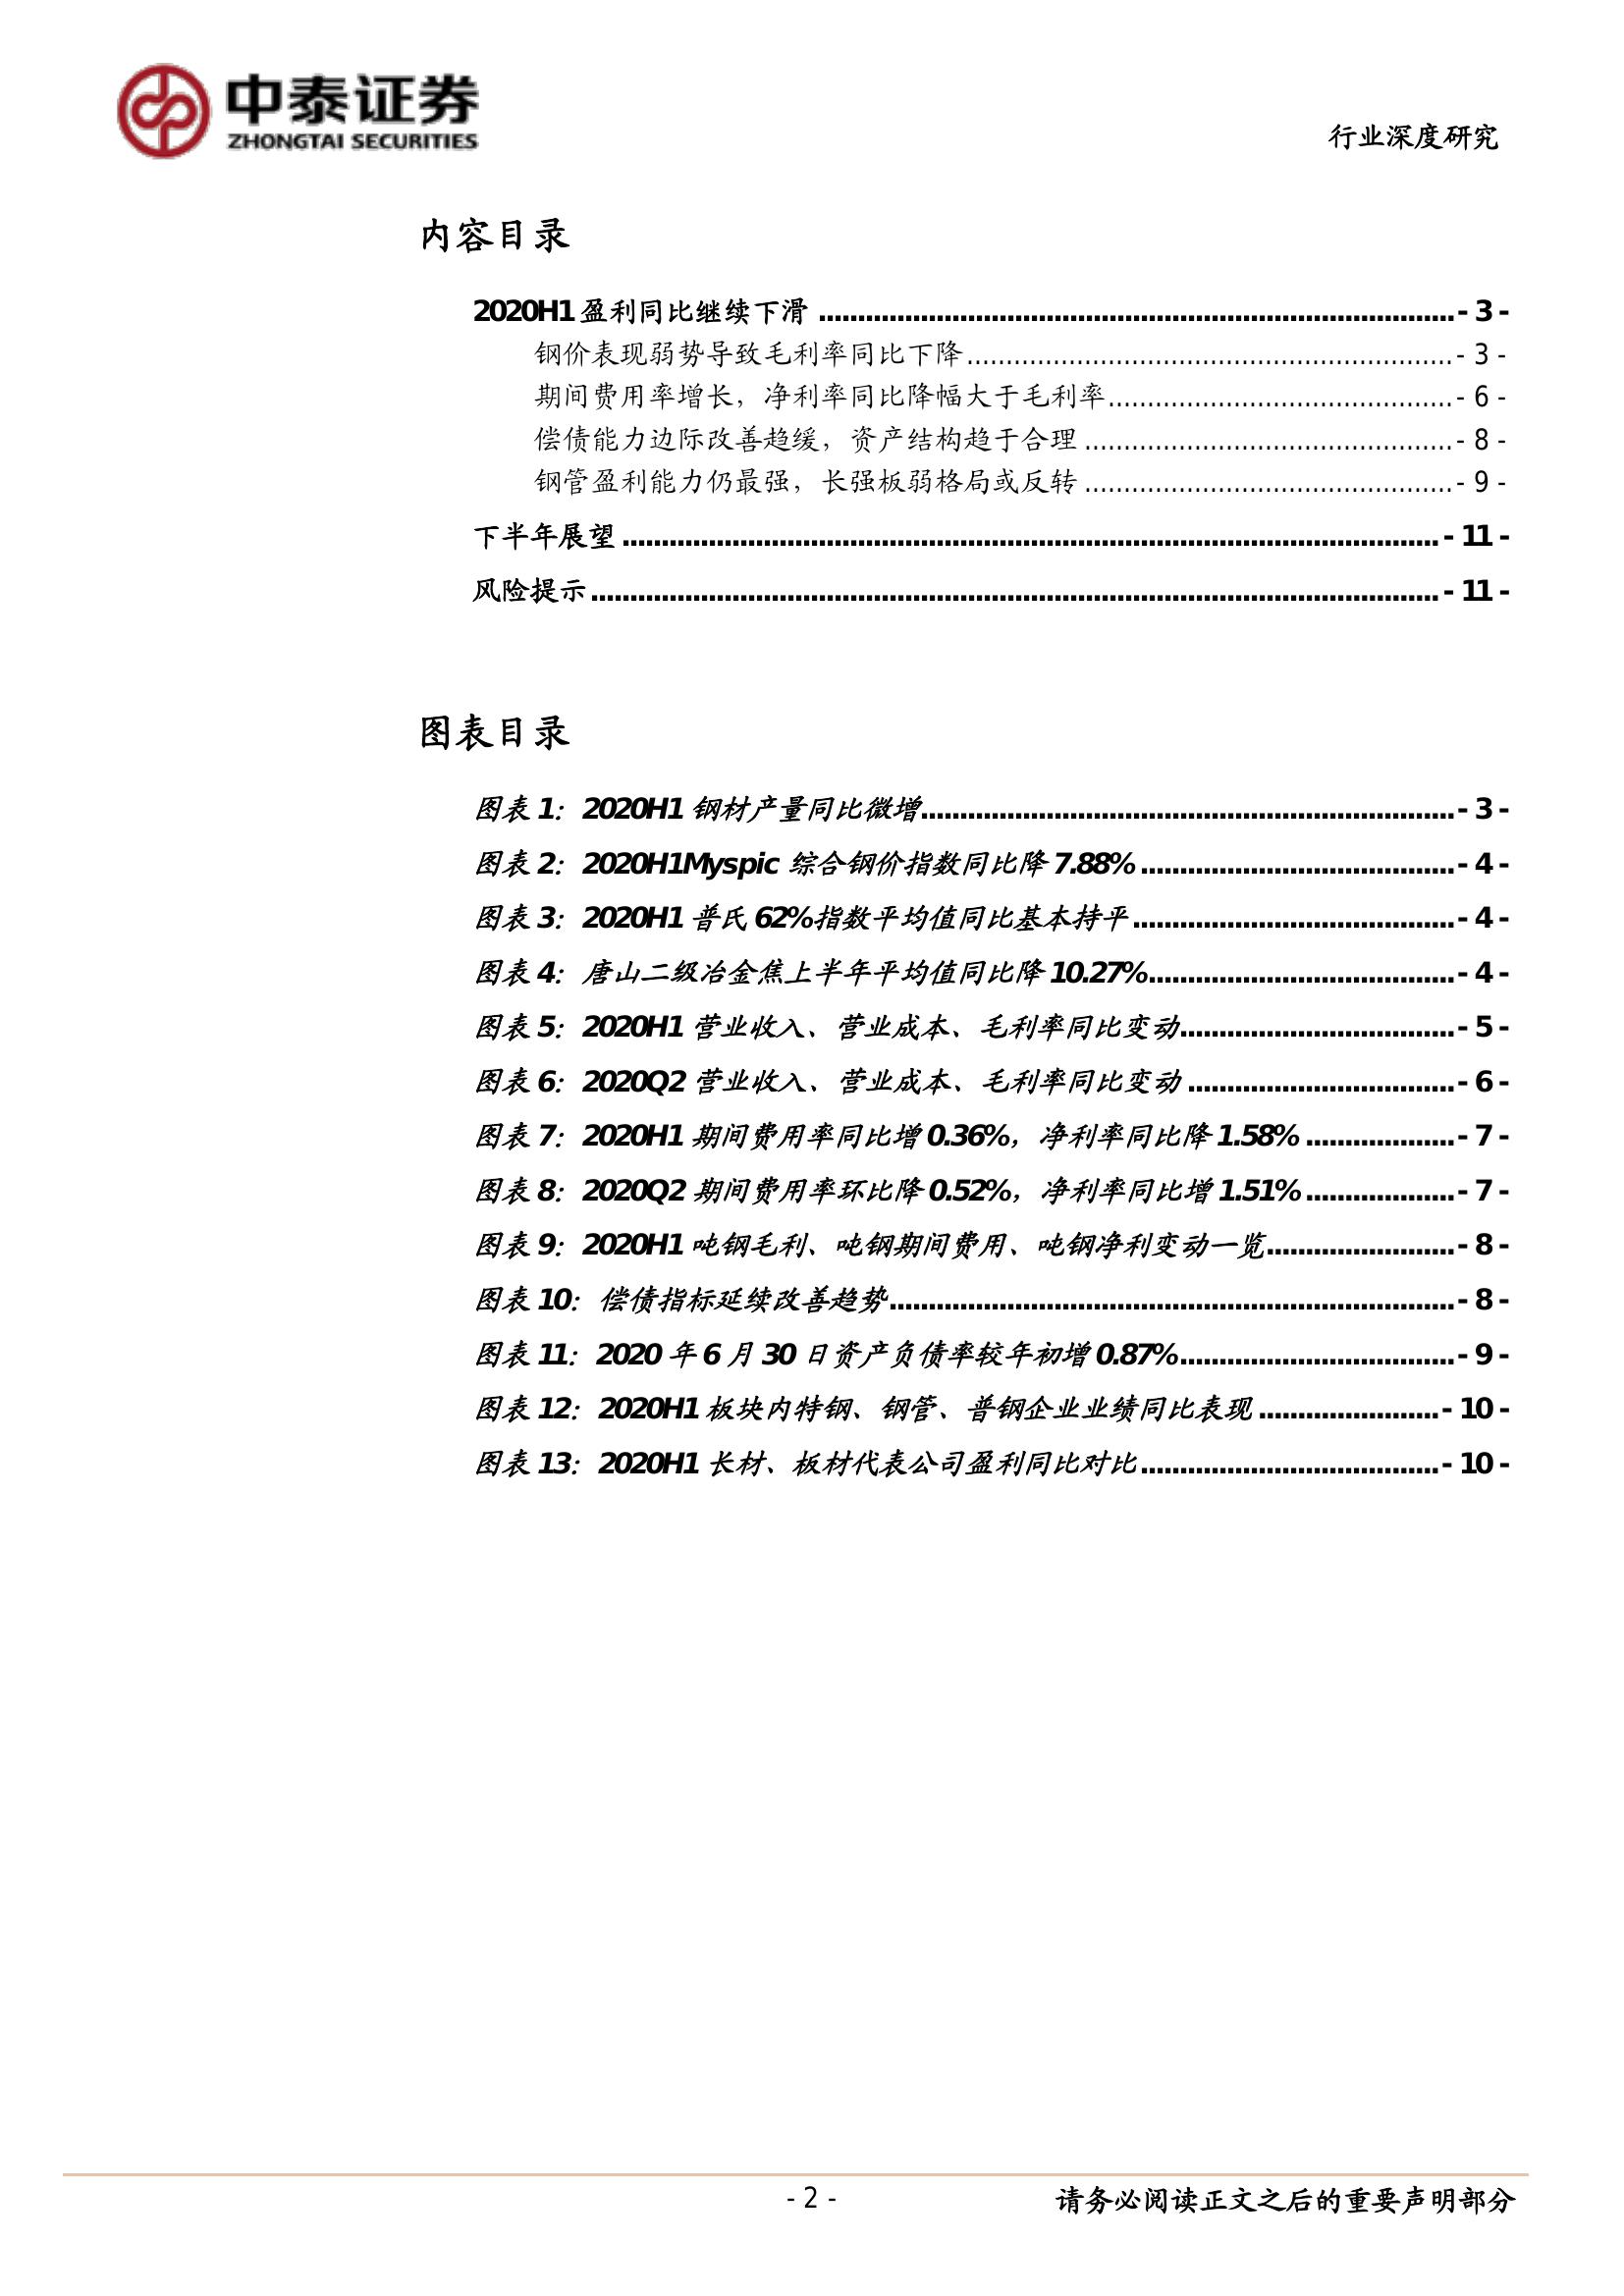 中泰证券
ZHONGTAI SECURITIES
行业深度研究
内容目录
2020H1 盈利同比继续下滑 ................................................................................ - 3 -
钢价表现弱势导致毛利率同比下降 .............................................................. - 3 -
期间费用率增长，净利率同比降幅大于毛利率 ............................................ - 6 -
偿债能力边际改善趋缓，资产结构趋于合理 ............................................... - 8 -
钢管盈利能力仍最强，长强板弱格局或反转 ............................................... - 9 -
下半年展望 ........................................................................................................ - 11 -
风险提示 ............................................................................................................ - 11 -
图表目录
图表 1：2020H1 钢材产量同比微增 .................................................................... - 3 -
图表 2：2020H1Myspic 综合钢价指数同比降 7.88% ........................................ - 4 -
图表 3：2020H1 普氏 62%指数平均值同比基本持平 ......................................... - 4 -
图表 4：唐山二级冶金焦上半年平均值同比降 10.27% ....................................... - 4 -
图表 5：2020H1 营业收入、营业成本、毛利率同比变动 ................................... - 5 -
图表 6：2020Q2 营业收入、营业成本、毛利率同比变动 .................................. - 6 -
图表 7：2020H1 期间费用率同比增 0.36%，净利率同比降 1.58% ................... - 7 -
图表 8：2020Q2 期间费用率环比降 0.52%，净利率同比增 1.51% ................... - 7 -
图表 9：2020H1 吨钢毛利、吨钢期间费用、吨钢净利变动一览 ........................ - 8 -
图表 10：偿债指标延续改善趋势 ........................................................................ - 8 -
图表 11：2020 年 6 月 30 日资产负债率较年初增 0.87% ................................... - 9 -
图表 12：2020H1 板块内特钢、钢管、普钢企业业绩同比表现 ....................... - 10 -
图表 13：2020H1 长材、板材代表公司盈利同比对比 ...................................... - 10 -
- 2 -
请务必阅读正文之后的重要声明部分